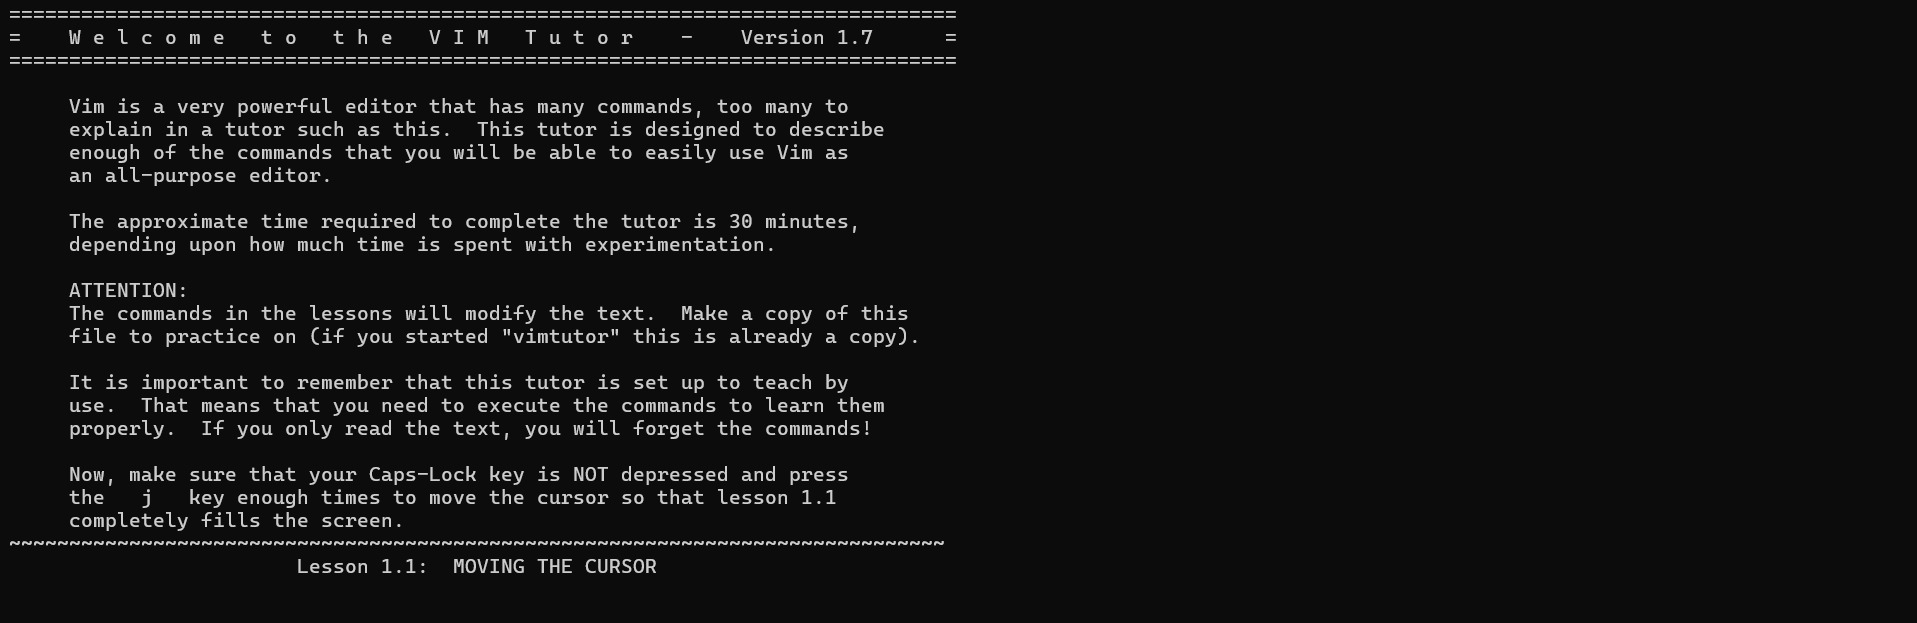 ===============================================================================
=    W e l c o m e   t o   t h e   V I M   T u t o r    -    Version 1.7      =
===============================================================================

     Vim is a very powerful editor that has many commands, too many to
     explain in a tutor such as this.  This tutor is designed to describe
     enough of the commands that you will be able to easily use Vim as
     an all-purpose editor.

     The approximate time required to complete the tutor is 30 minutes,
     depending upon how much time is spent with experimentation.

     ATTENTION:
     The commands in the lessons will modify the text.  Make a copy of this
     file to practice on (if you started "vimtutor" this is already a copy).

     It is important to remember that this tutor is set up to teach by
     use.  That means that you need to execute the commands to learn them
     properly.  If you only read the text, you will forget the commands!

     Now, make sure that your Caps-Lock key is NOT depressed and press
     the   j   key enough times to move the cursor so that lesson 1.1
     completely fills the screen.
~~~~~~~~~~~~~~~~~~~~~~~~~~~~~~~~~~~~~~~~~~~~~~~~~~~~~~~~~~~~~~~~~~~~~~~~~~~~~~
                        Lesson 1.1:  MOVING THE CURSOR